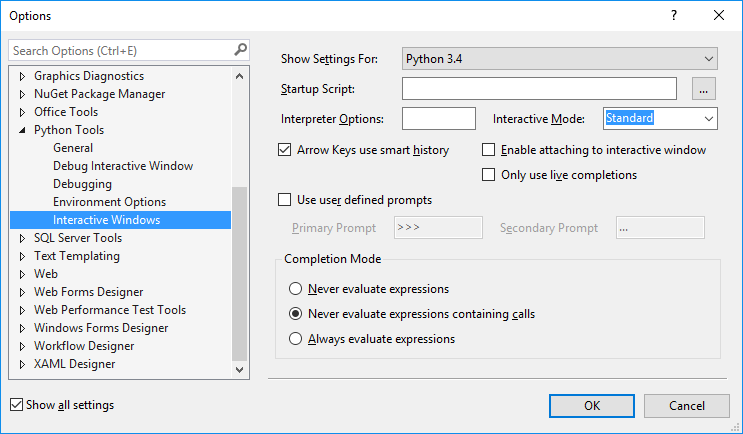 Options
?
Search Options (Ctrl+E)
Graphics Diagnostics
NuGet Package Manager
Office Tools
Python Tools
General
Debug Interactive Window
Debugging
Environment Options
Interactive Windows
SQL Server Tools
Text Templating
Web
Web Forms Designer
Web Performance Test Tools
Windows Forms Designer
Workflow Designer
XAML Designer
Show all settings
Show Settings For: Python 3.4
Startup Script: ...
Interpreter Options: Interactive Mode: Standard
Arrow Keys use smart history Enable attaching to interactive window
Only use live completions
Use user defined prompts
Primary Prompt >>> Secondary Prompt ...
Completion Mode
Never evaluate expressions
Never evaluate expressions containing calls
Always evaluate expressions
OK Cancel